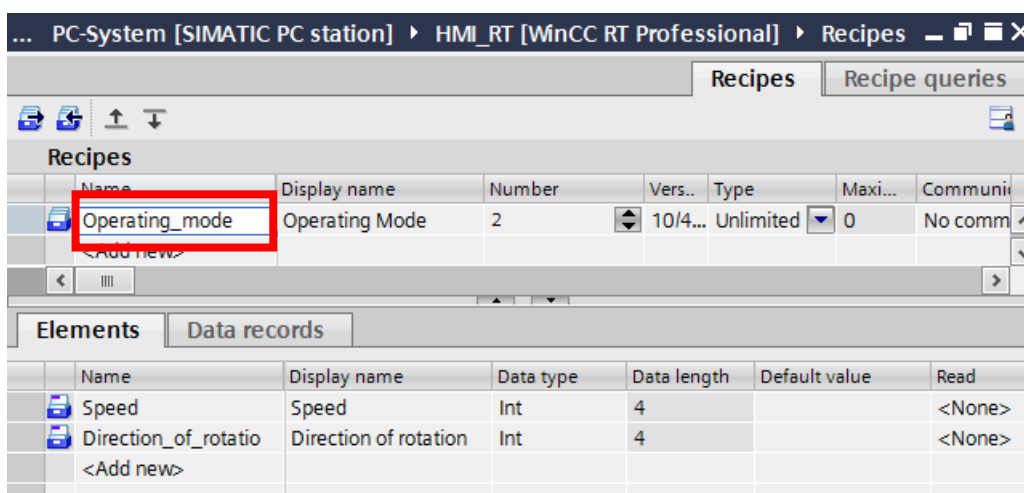 ... PC-System [SIMATIC PC station] ▸ HMI_RT [WinCC RT Professional] ▸ Recipes
Recipes Recipe queries
Recipes
Name Display name Number Vers.. Type Maxi... Communi
Operating_mode Operating Mode 2 10/4... Unlimited 0 No comm
<Add new>
Elements Data records
Name Display name Data type Data length Default value Read
Speed Speed Int 4 <None>
Direction_of_rotatio Direction of rotation Int 4 <None>
<Add new>